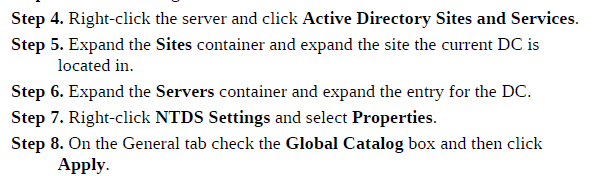 Step 4. Right-click the server and click Active Directory Sites and Services.
Step 5. Expand the Sites container and expand the site the current DC is
located in.
Step 6. Expand the Servers container and expand the entry for the DC.
Step 7. Right-click NTDS Settings and select Properties.
Step 8. On the General tab check the Global Catalog box and then click
Apply.